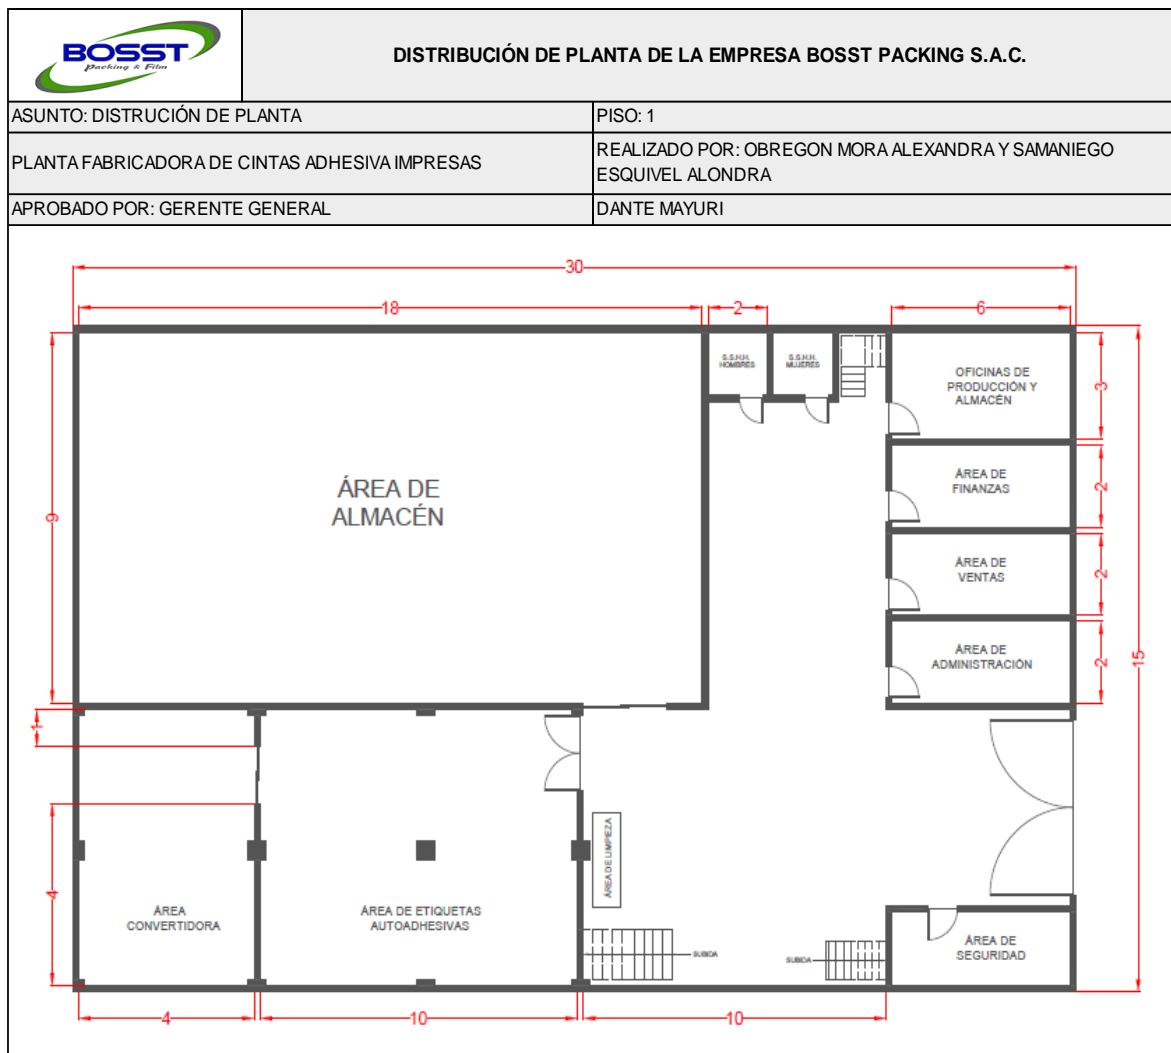 BOSST
Packing & Film
DISTRIBUCIÓN DE PLANTA DE LA EMPRESA BOSST PACKING S.A.C.
ASUNTO: DISTRUCIÓN DE PLANTA
PISO: 1
PLANTA FABRICADORA DE CINTAS ADHESIVA IMPRESAS
REALIZADO POR: OBREGON MORA ALEXANDRA Y SAMANIEGO
ESQUIVEL ALONDRA
APROBADO POR: GERENTE GENERAL
DANTE MAYURI
30
18
2
6
S.S.H.H.
HOMBRES
S.S.H.H.
MUJERES
OFICINAS DE
PRODUCCIÓN Y
ALMACÉN
3
ÁREA DE
ALMACÉN
9
ÁREA DE
FINANZAS
2
ÁREA DE
VENTAS
2
ÁREA DE
ADMINISTRACIÓN
2
15
1
ÁREA DE LIMPIEZA
4
ÁREA
CONVERTIDORA
ÁREA DE ETIQUETAS
AUTOADHESIVAS
SUBIDA
SUBIDA
ÁREA DE
SEGURIDAD
4
10
10